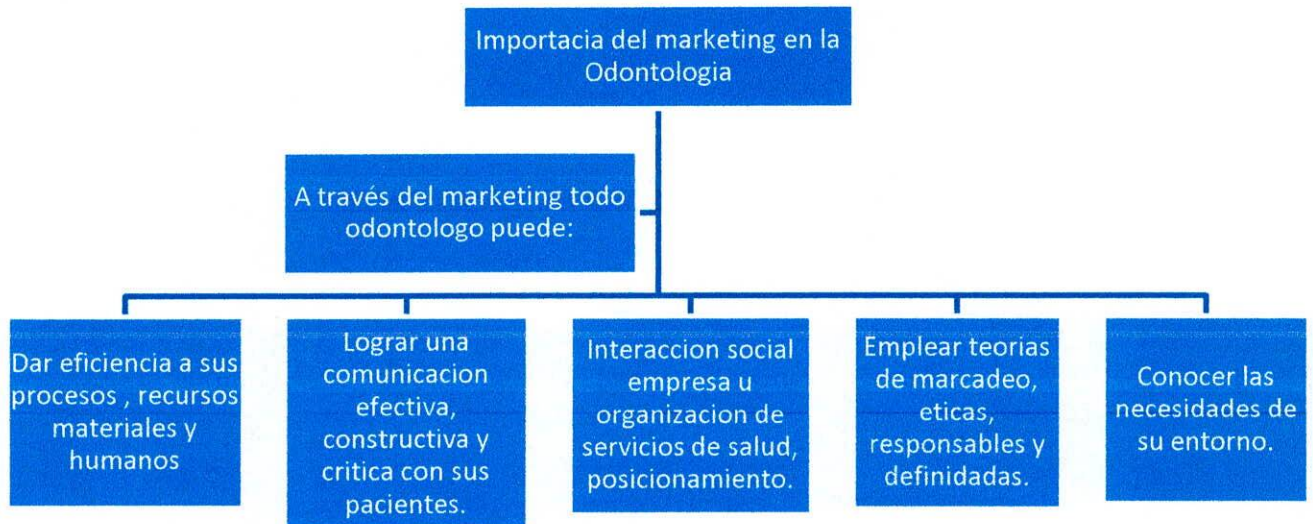 Importacia del marketing en la
Odontologia
A través del marketing todo
odontologo puede:
Dar eficiencia a sus
procesos , recursos
materiales y
humanos
Lograr una
comunicacion
efectiva,
constructiva y
critica con sus
pacientes.
Interaccion social
empresa u
organizacion de
servicios de salud,
posicionamiento.
Emplear teorias
de marcadeo,
eticas,
responsables y
definidadas.
Conocer las
necesidades de
su entorno.